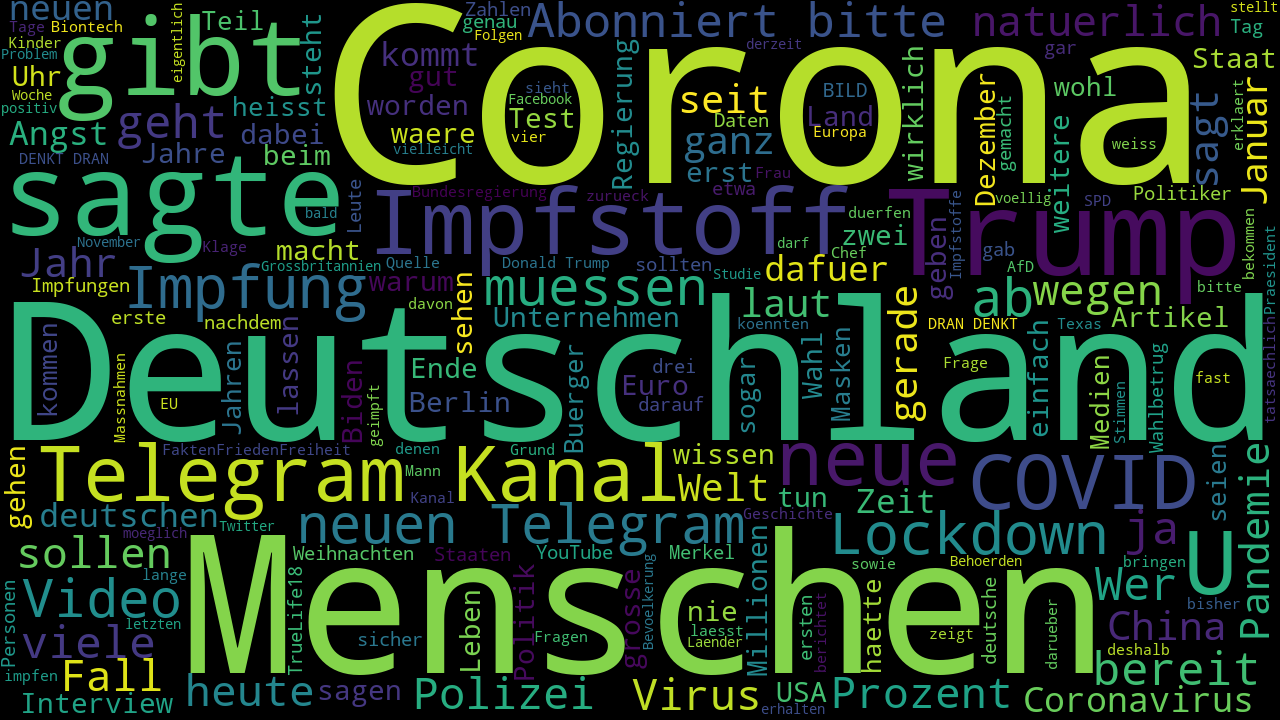 neuen
Tage Biontech
Kinder
Problem
Uhr
Woche
positiv
Angst
gibt
eigentlich
Teil
steht
Corona
Zahlen
genau
Folgen
kommt
gut
worden
waere
vielleicht
Abonniert bitte
sieht
Facebook
Test
vier
derzeit
Regierung
seit
Daten
ganz
erst
etwa
Frau
BILD
Land
Europa
natuerlich
gar
wirklich
Dezember
gemacht
wohl
weitere
weiss
stellt
Tag
Staat
sagt
erklaert
Januar
geht
heisst
dabei
DENKT DRAN
Jahre
beim
sagte
Leute
bald
November
Klage
macht
Jahr
Impfungen
Impfung
Grossbritannien
Quelle
warum
davon
Bundesregierung
zurueck
Impfstoff
Donald Trump
sollten
Studie
muessen
Unternehmen
sehen
duerfen
zwei
darf
Chef
dafuer
laut
koennten
Trump
geben
Impfstoffe
gab
voellig
SPD
AfD
Politiker
bekommen
Praesident
bitte
ab
wegen
DRAN DENKT
Texas
Artikel
tatsaechlich
erste
nachdem
kommen
Massnahmen
EU
Jahren
lassen
Biden
geimpft
Ende
Berlin
Buerger
drei
Euro
darauf
sogar
Wahl
Masken
gerade
Frage
einfach
Medien
Stimmen
Wahlbetrug
fast
Deutschland
FaktenFriedenFreiheit
denen
Mann
Kanal
Grund
gehen
Telegram
Kanal
wissen
Welt
neue
tun
Zeit
COVID
seien
Pandemie
deutschen
Twitter
moeglich
neuen Telegram
Geschichte
Lockdown
ja
U
sollen
Weihnachten
Staaten
YouTube
Merkel
Millionen
sowie
Behoerden
bringen
Wer
bisher
Personen
lange
Video
letzten
viele
impfen
Fall
Interview
Menschen
TrueLife18
sicher
Leben
Politik
Fragen
grosse
Bevoelkerung
nie
laesst
Laender
ersten
berichtet
haette
zeigt
deutsche
darueber
China
deshalb
bereit
heute
sagen
Polizei
Virus
USA
erhalten
Prozent
Coronavirus